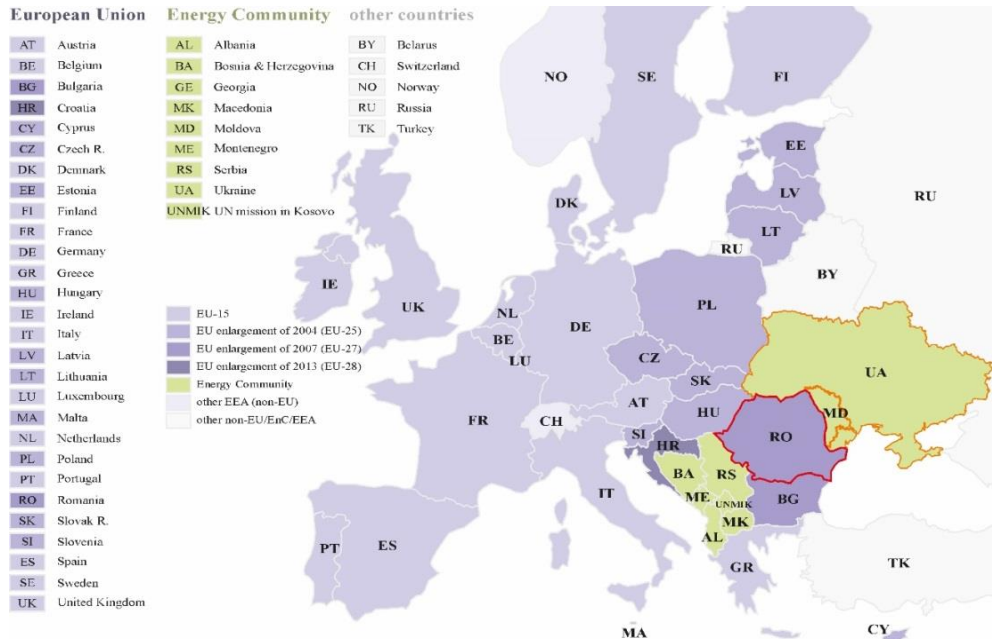 European Union
AT Austria
BE Belgium
BG Bulgaria
HR Croatia
CY Cyprus
CZ Czech R.
DK Denmark
EE Estonia
FI Finland
FR France
DE Germany
GR Greece
HU Hungary
IE Ireland
IT Italy
LV Latvia
LT Lithuania
LU Luxembourg
MA Malta
NL Netherlands
PL Poland
PT Portugal
RO Romania
SK Slovak R.
SI Slovenia
ES Spain
SE Sweden
UK United Kingdom
Energy Community
AL Albania
BA Bosnia & Herzegovina
GE Georgia
MK Macedonia
MD Moldova
ME Montenegro
RS Serbia
UA Ukraine
UNMIK UN mission in Kosovo
other countries
BY Belarus
CH Switzerland
NO Norway
RU Russia
TK Turkey
EU-15
EU enlargement of 2004 (EU-25)
EU enlargement of 2007 (EU-27)
EU enlargement of 2013 (EU-28)
Energy Community
other EEA (non-EU)
other non-EU/EnC/EEA
NO
SE
FI
EE
RU
LV
DK
LT
RU
BY
IE
UK
NL
PL
DE
BE
LU
CZ
UA
SK
AT
HU
MD
FR
CH
SI
HR
RO
BA
RS
IT
ME
UNMIK
BG
MK
AL
PT
ES
GR
TK
MA
CY